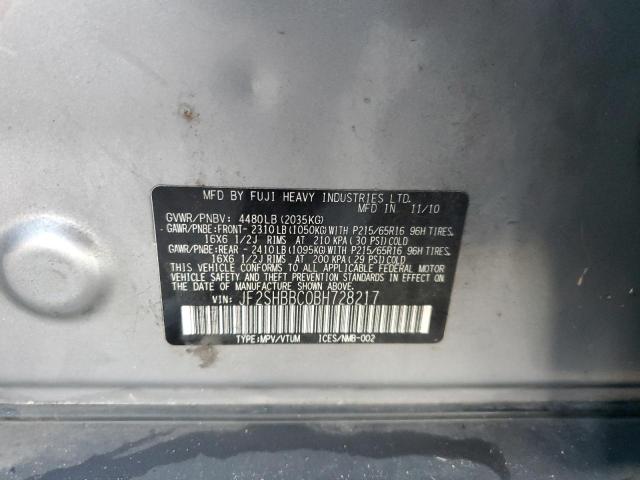 MFD BY FUJI HEAVY INDUSTRIES LTD.
MFD IN 11/10
GVWR/PNBV: 4480LB (2035KG)
GAWR/PNBE:FRONT- 2310LB (1050KG) WITH P215/65R16 96H TIRES,
16X6 1/2J RIMS AT 210 KPA (30 PSI) COLD
GAWR/PNBE:REAR - 2410LB (1095KG) WITH P215/65R16 96H TIRES,
16X6 1/2J RIMS AT 200 KPA (29 PSI) COLD
THIS VEHICLE CONFORMS TO ALL APPLICABLE FEDERAL MOTOR
VEHICLE SAFETY AND THEFT PREVENTION STANDARDS IN EFFECT
ON THE DATE OF MANUFACTURE SHOWN ABOVE.
VIN: JF2SHBBC0BH728217
TYPE:MPV/VTUM ICES/NMB-002